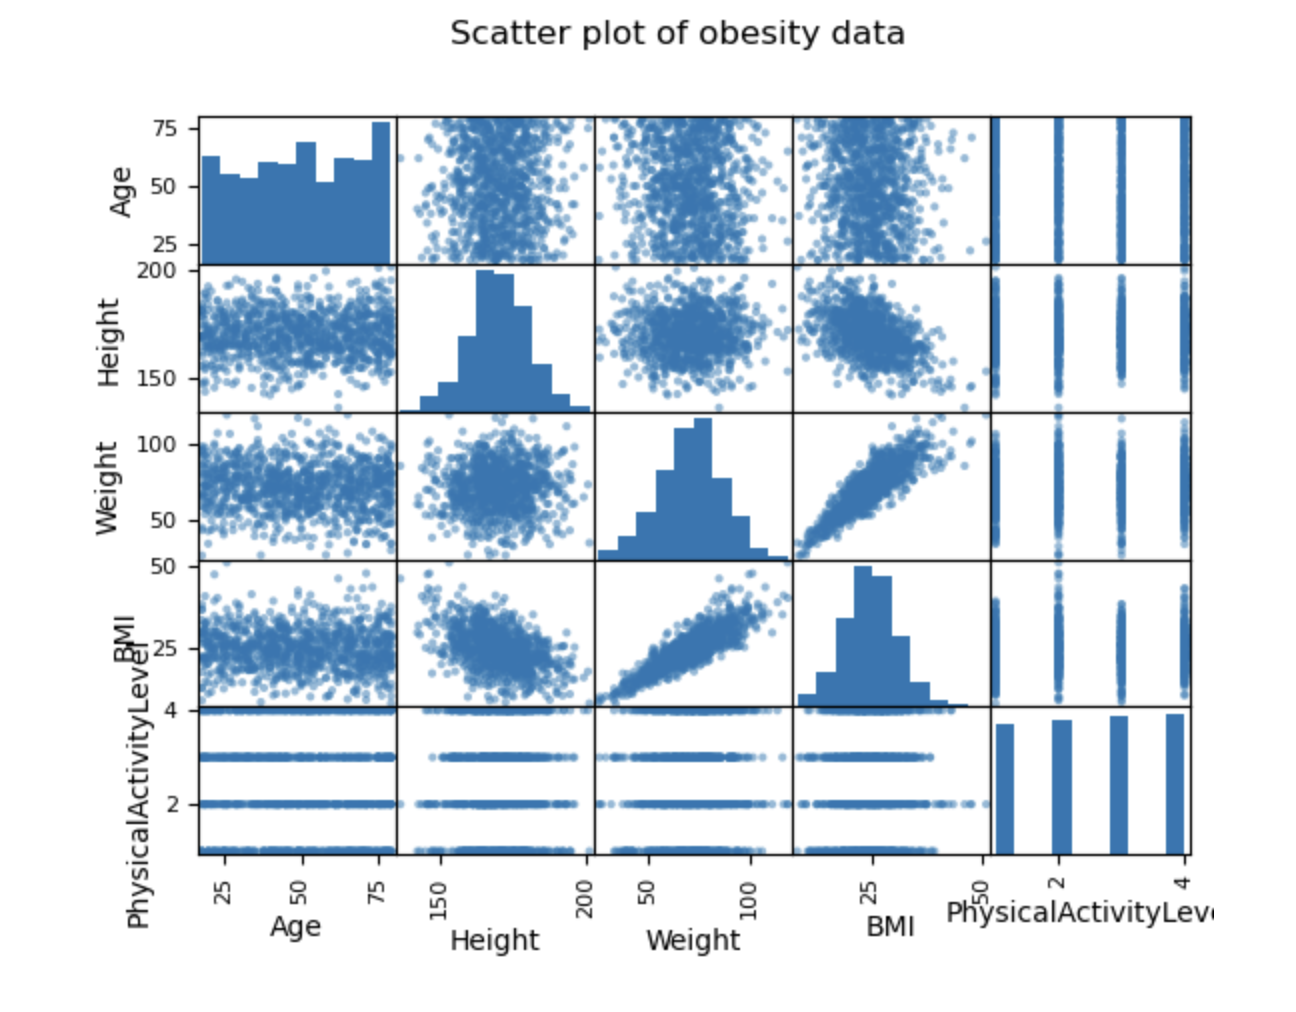 Scatter plot of obesity data
75
50
25
Age
200
150
Height
100
50
Weight
50
25
BMI
4
2
PhysicalActivityLevel
25 50 75
Age
150 200
Height
50 100
Weight
25 50
BMI
2 4
PhysicalActivityLev